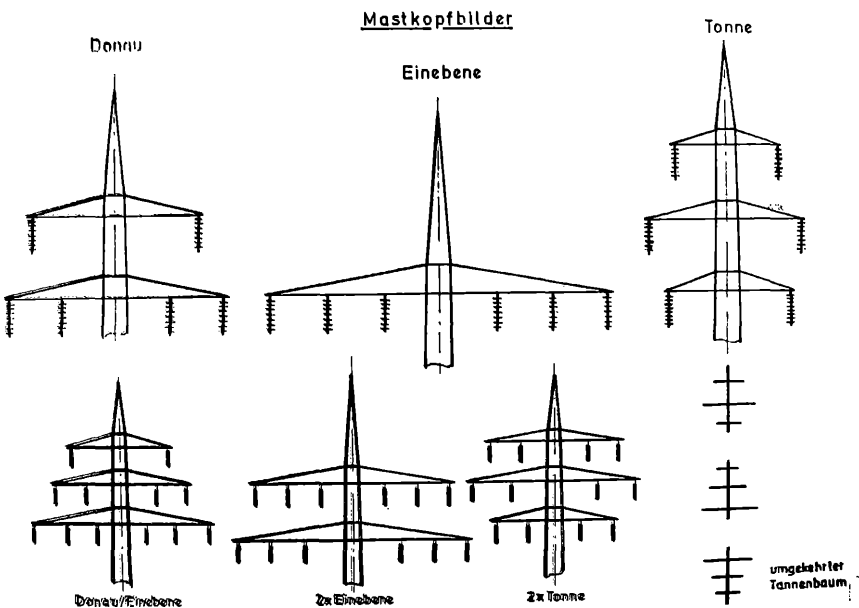 Mastkopfbilder
Donau
Einebene
Tonne
Donau/Einebene
2x Einebene
2x Tonne
umgekehrter
Tannenbaum